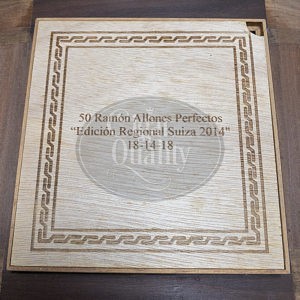 50 Ramón Allones Perfectos
"Edición Regional Suiza 2014"
18-14-18
Quality